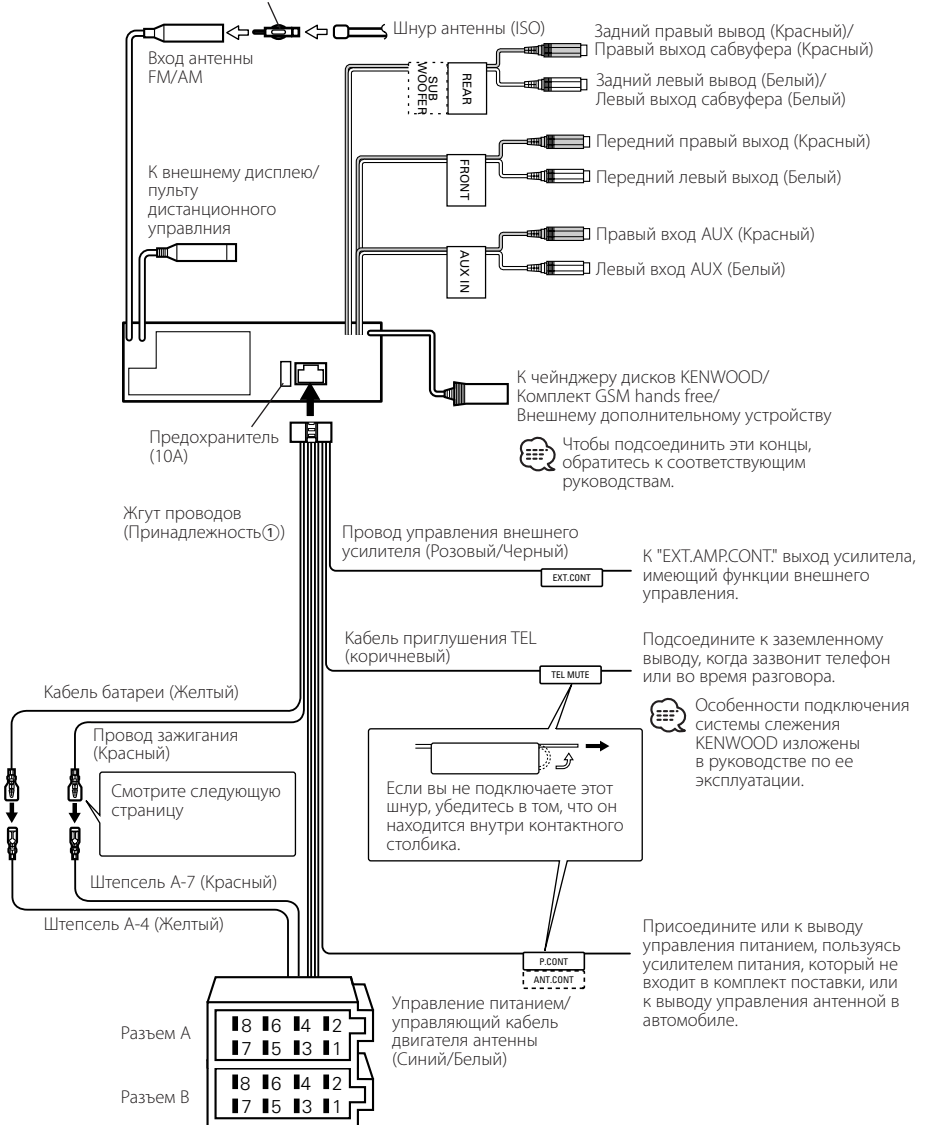 Шнур антенны (ISO)
Вход антенны
FM/AM
Задний правый вывод (Красный)/
Правый выход сабвуфера (Красный)
Задний левый вывод (Белый)/
Левый выход сабвуфера (Белый)
SUB
WOOFER
REAR
Передний правый выход (Красный)
Передний левый выход (Белый)
FRONT
К внешнему дисплею/
пульту
дистанционного
управлния
Правый вход AUX (Красный)
Левый вход AUX (Белый)
AUX IN
К чейнджеру дисков KENWOOD/
Комплект GSM hands free/
Внешнему дополнительному устройству
Чтобы подсоединить эти концы,
обратитесь к соответствующим
руководствам.
Предохранитель
(10A)
Жгут проводов
(Принадлежность①)
Провод управления внешнего
усилителя (Розовый/Черный)
EXT.CONT
К "EXT.AMP.CONT." выход усилитела,
имеющий функции внешнего
управления.
Кабель приглушения TEL
(коричневый)
TEL MUTE
Подсоедините к заземленному
выводу, когда зазвонит телефон
или во время разговора.
Особенности подключения
системы слежения
KENWOOD изложены
в руководстве по ее
эксплуатации.
Кабель батареи (Желтый)
Провод зажигания
(Красный)
Смотрите следующую
страницу
Если вы не подключаете этот
шнур, убедитесь в том, что он
находится внутри контактного
столбика.
Штепсель А-7 (Красный)
Штепсель А-4 (Желтый)
P.CONT
ANT.CONT
Присоедините или к выводу
управления питанием, пользуясь
усилителем питания, который не
входит в комплект поставки, или
к выводу управления антенной в
автомобиле.
Управление питанием/
управляющий кабель
двигателя антенны
(Синий/Белый)
Разъем А
8 6 4 2
7 5 3 1
Разъем В
8 6 4 2
7 5 3 1